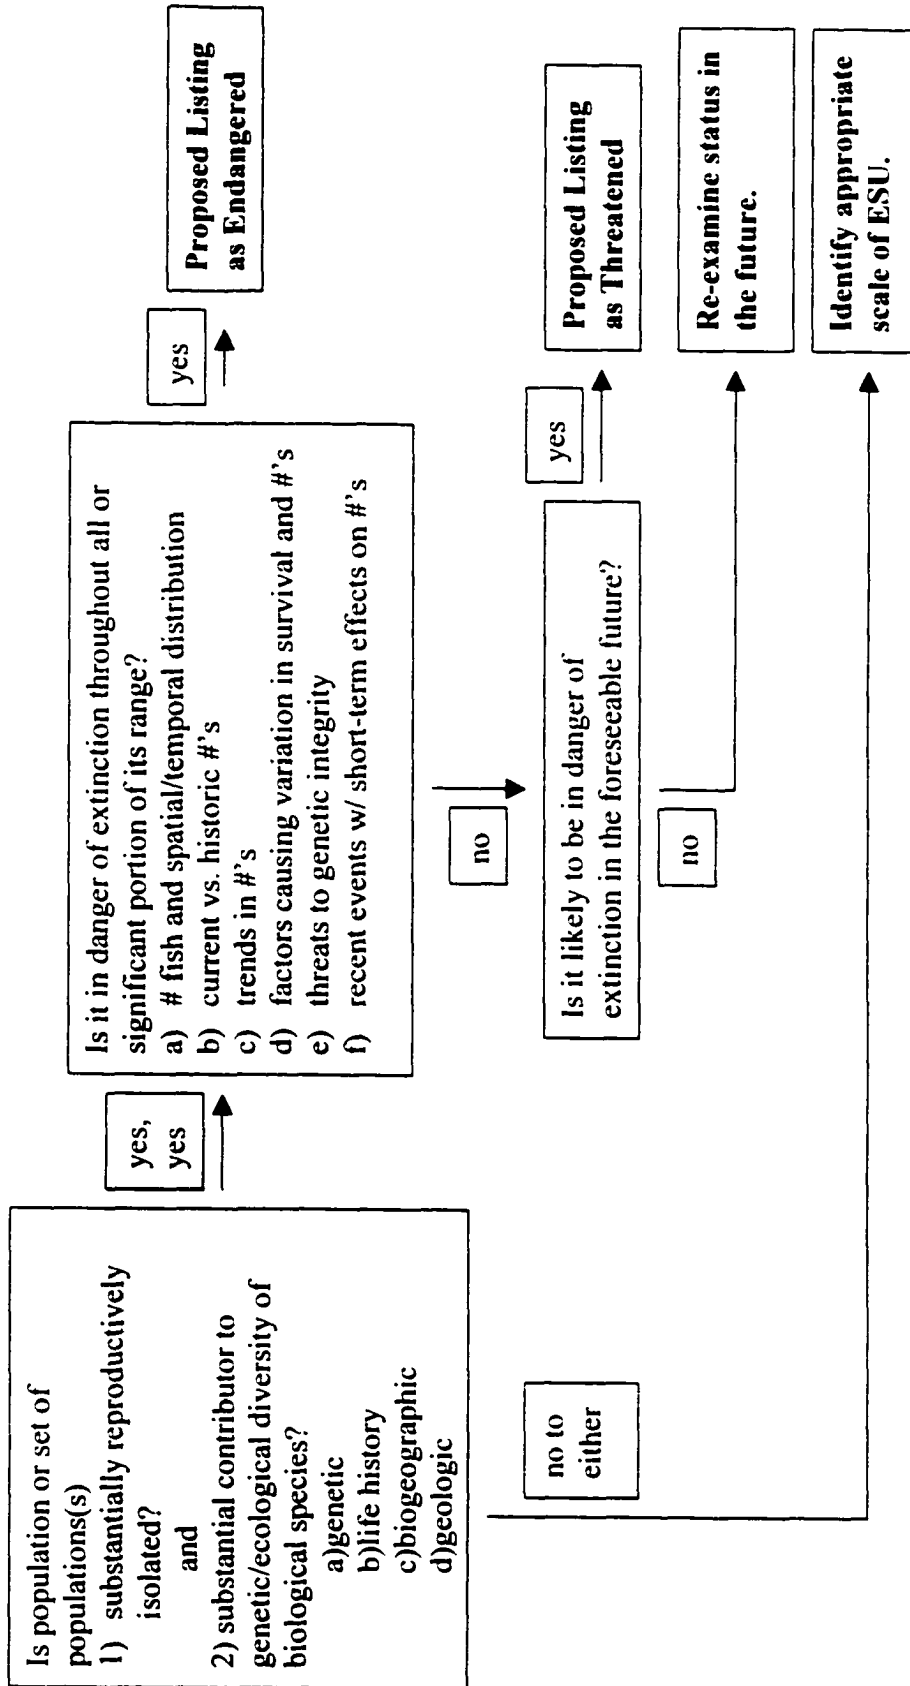 Is population or set of
populations(s)
1) substantially reproductively
isolated?
and
2) substantial contributor to
genetic/ecological diversity of
biological species?
a)genetic
b)life history
c)biogeographic
d)geologic
yes,
yes
no to
either
Is it in danger of extinction throughout all or
significant portion of its range?
a) # fish and spatial/temporal distribution
b) current vs. historic #'s
c) trends in #'s
d) factors causing variation in survival and #'s
e) threats to genetic integrity
f) recent events w/ short-term effects on #'s
yes
Proposed Listing
as Endangered
no
Is it likely to be in danger of
extinction in the foreseeable future?
yes
Proposed Listing
as Threatened
no
Re-examine status in
the future.
Identify appropriate
scale of ESU.